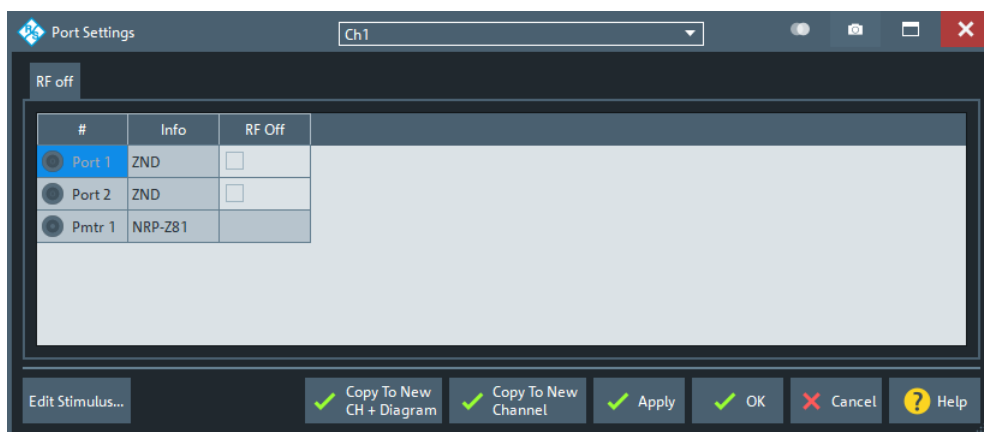 Port Settings
Ch1
RF off
# Info RF Off
Port 1 ZND
Port 2 ZND
Pmtr 1 NRP-Z81
Edit Stimulus...
Copy To New
CH + Diagram
Copy To New
Channel
Apply
OK
Cancel
? Help